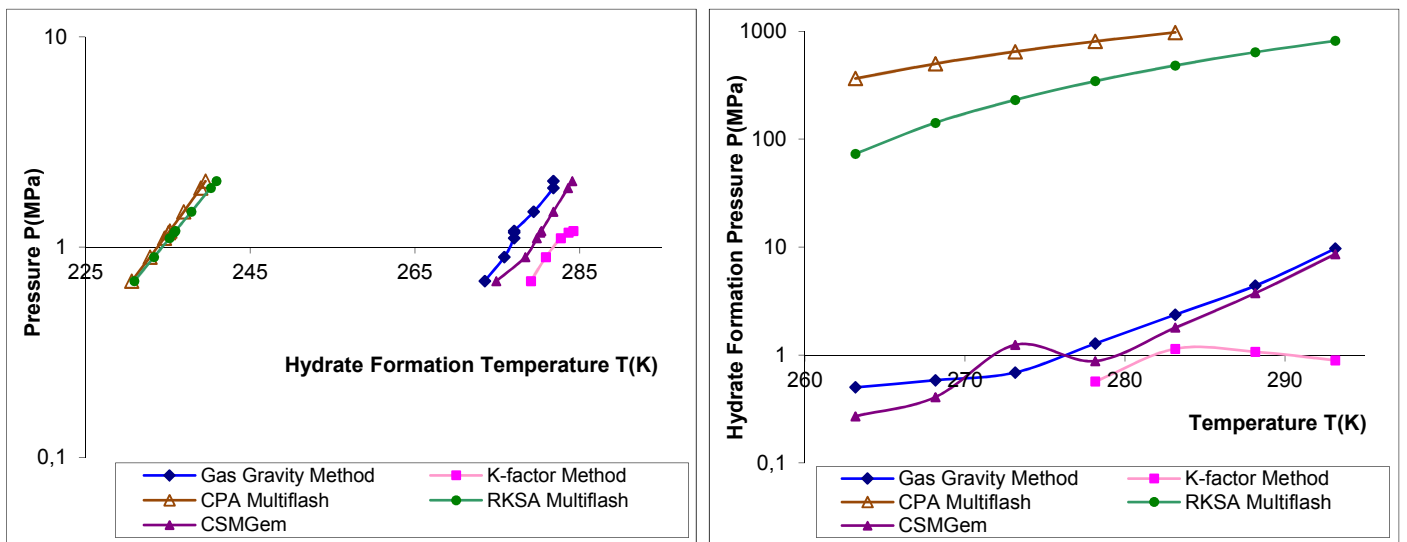 Pressure P(MPa)
10
1
0,1
225
245
265
285
Hydrate Formation Temperature T(K)
Gas Gravity Method
K-factor Method
CPA Multiflash
RKSA Multiflash
CSMGem
Hydrate Formation Pressure P(MPa)
1000
100
10
1
0,1
260
270
280
290
Temperature T(K)
Gas Gravity Method
K-factor Method
CPA Multiflash
RKSA Multiflash
CSMGem